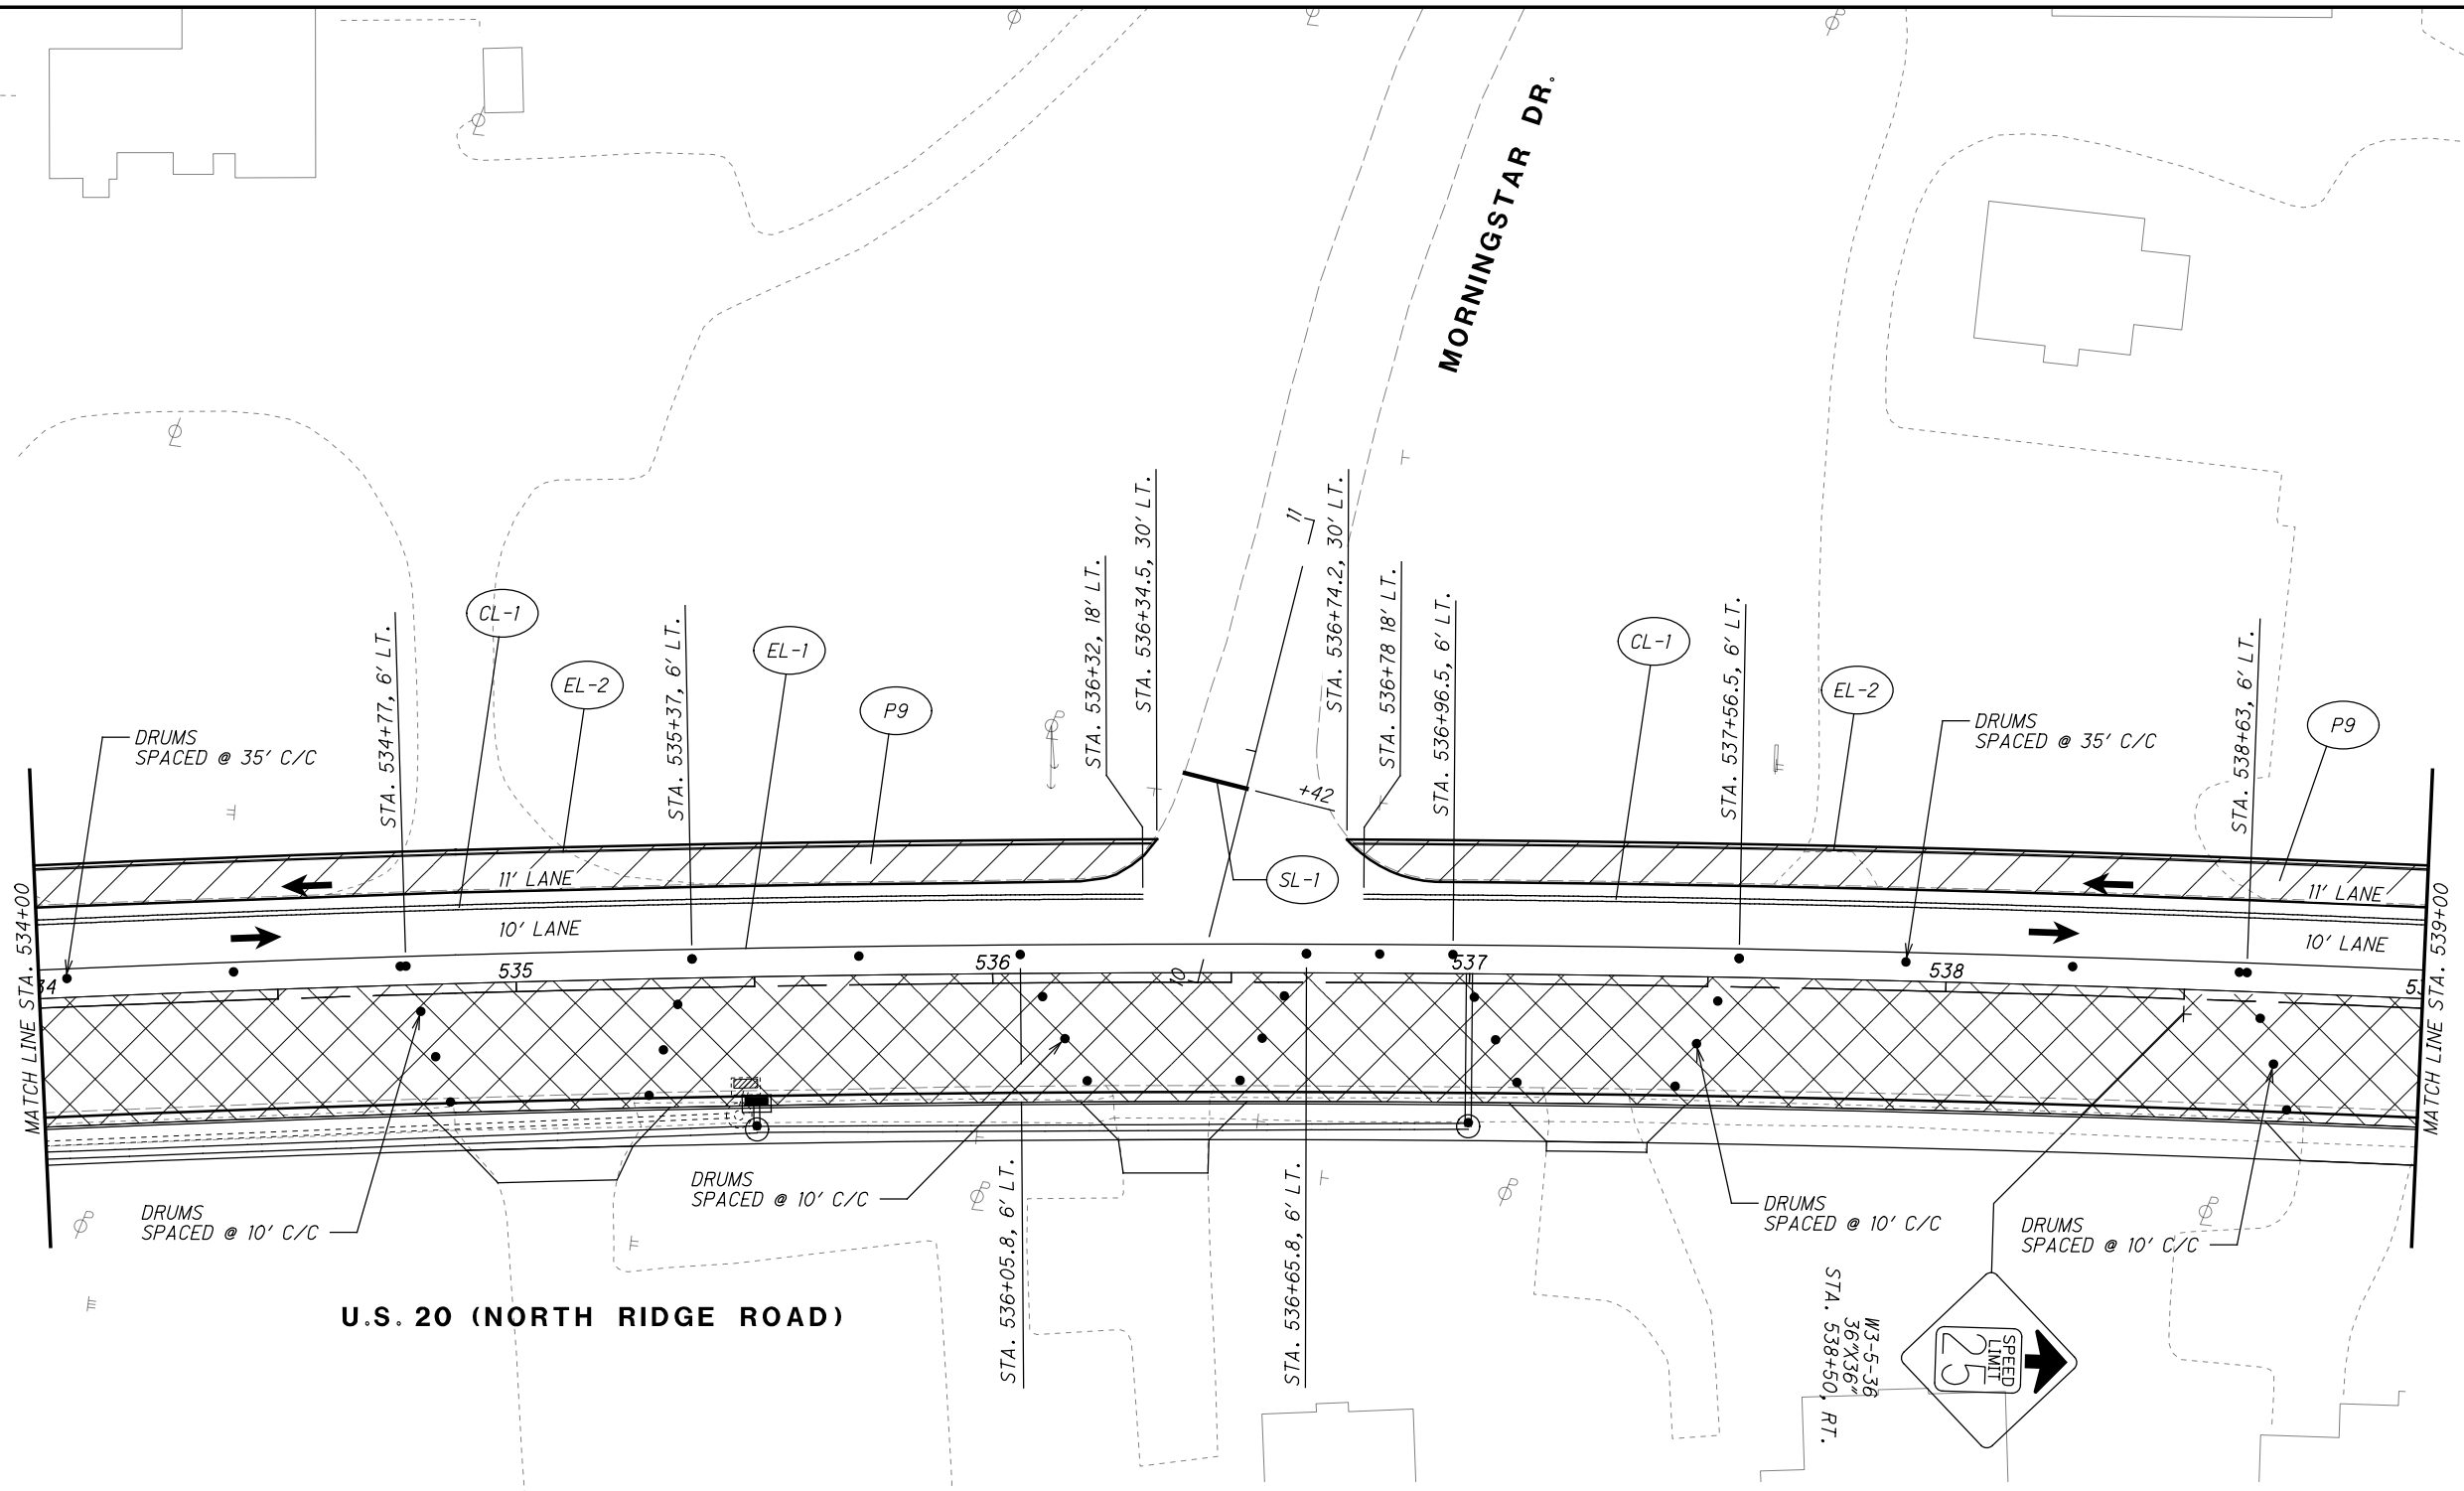 MORNINGSTAR DR.
11
STA. 536+32, 18' LT.
STA. 536+34.5, 30' LT.
STA. 536+74.2, 30' LT.
STA. 536+78 18' LT.
CL-1
EL-2
EL-1
P9
STA. 534+77, 6' LT.
STA. 535+37, 6' LT.
STA. 536+96.5, 6' LT.
CL-1
STA. 537+56.5, 6' LT.
EL-2
STA. 538+63, 6' LT.
P9
DRUMS
SPACED @ 35' C/C
DRUMS
SPACED @ 35' C/C
+42
SL-1
11' LANE
10' LANE
11' LANE
10' LANE
MATCH LINE STA. 534+00
MATCH LINE STA. 539+00
34
535
536
10
537
538
5
DRUMS
SPACED @ 10' C/C
DRUMS
SPACED @ 10' C/C
DRUMS
SPACED @ 10' C/C
DRUMS
SPACED @ 10' C/C
STA. 536+05.8, 6' LT.
STA. 536+65.8, 6' LT.
U.S. 20 (NORTH RIDGE ROAD)
W3-5-36
36"X36"
STA. 538+50, RT.
SPEED
LIMIT
25